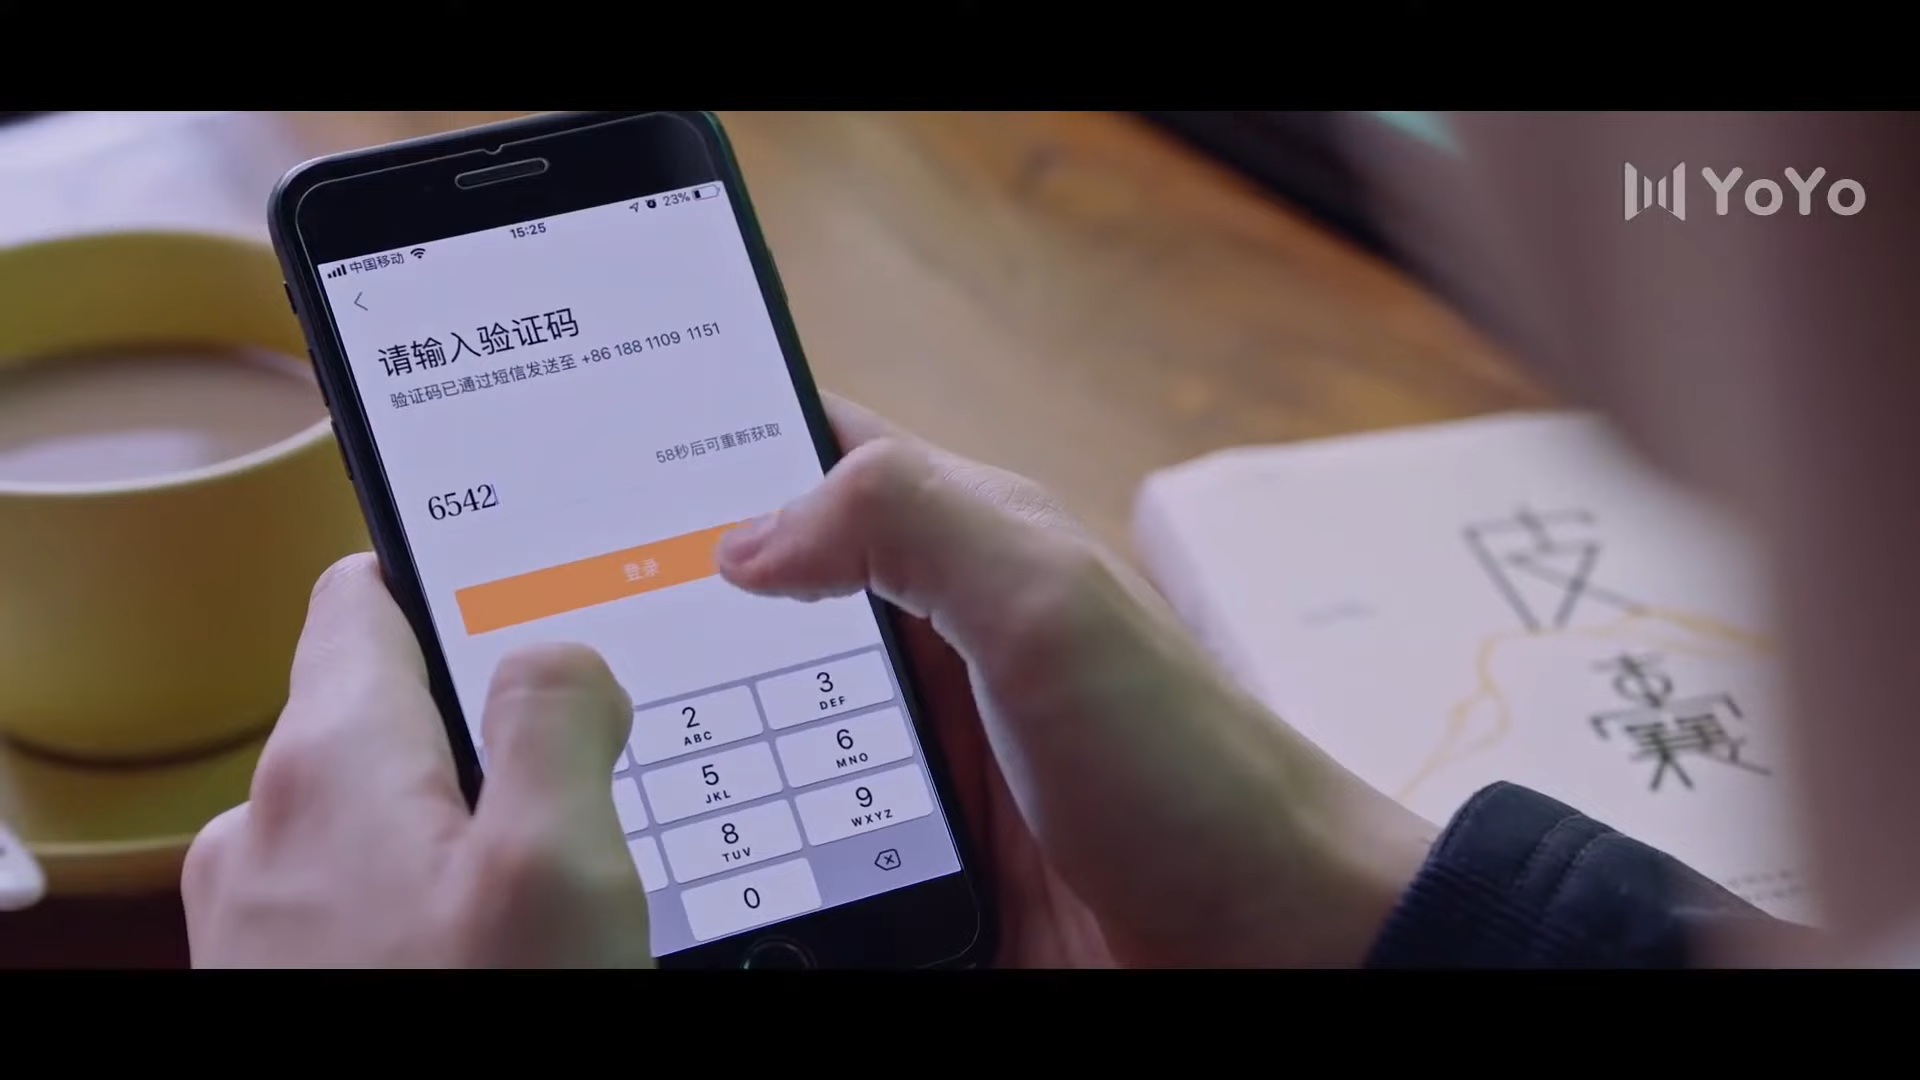 YoYo
中国移动 15:25 23%
请输入验证码
验证码已通过短信发送至 +86 188 1109 1151
58秒后可重新获取
6542
登录
2 ABC
3 DEF
5 JKL
6 MNO
8 TUV
9 WXYZ
0
皮
囊